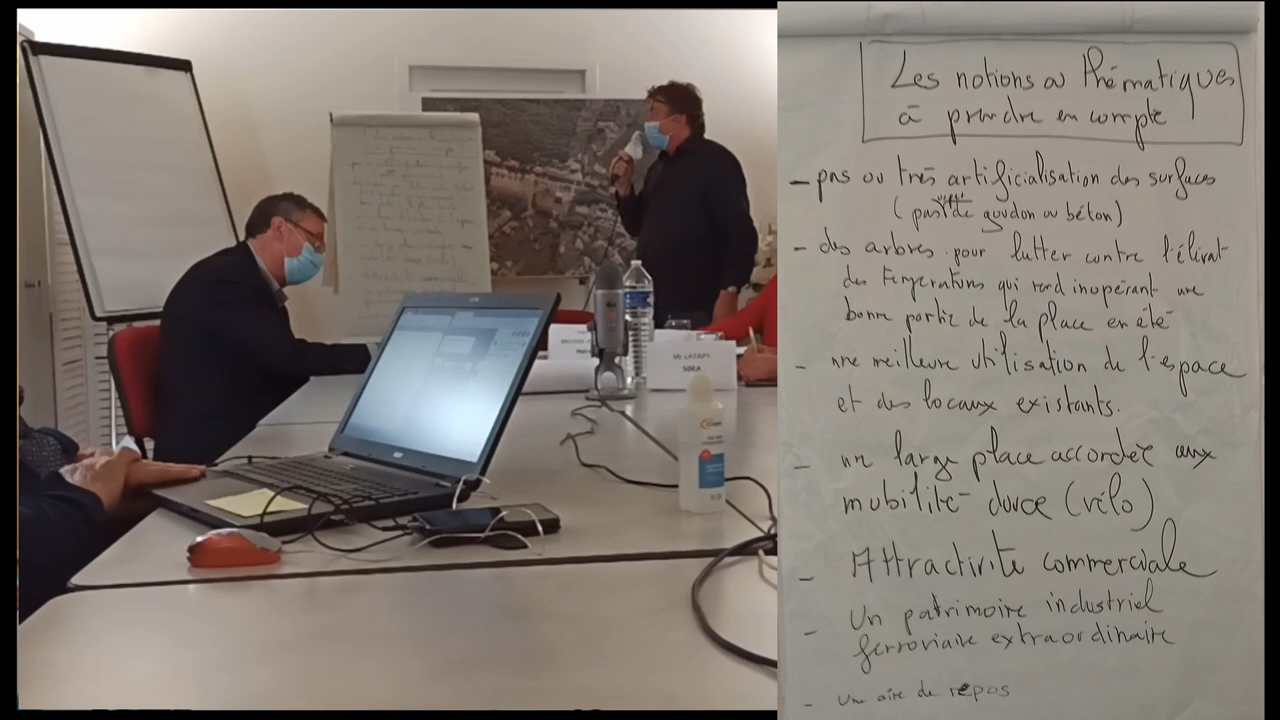 Mr LATAPY
SDEA
Les notions ou thématiques
à prendre en compte
- pas ou très artificialisation des surfaces
(pas de goudon ou béton)
- des arbres pour lutter contre l'élévat
des Temperatures qui rend inopérant une
bonne partie de la place en été
- une meilleure utilisation de l'espace
et des locaux existants.
- un large place accordée aux
mobilité douce (vélo)
- Attractivité commerciale
- Un patrimoine industriel
ferroviaire extraordinaire
- Une aire de repos